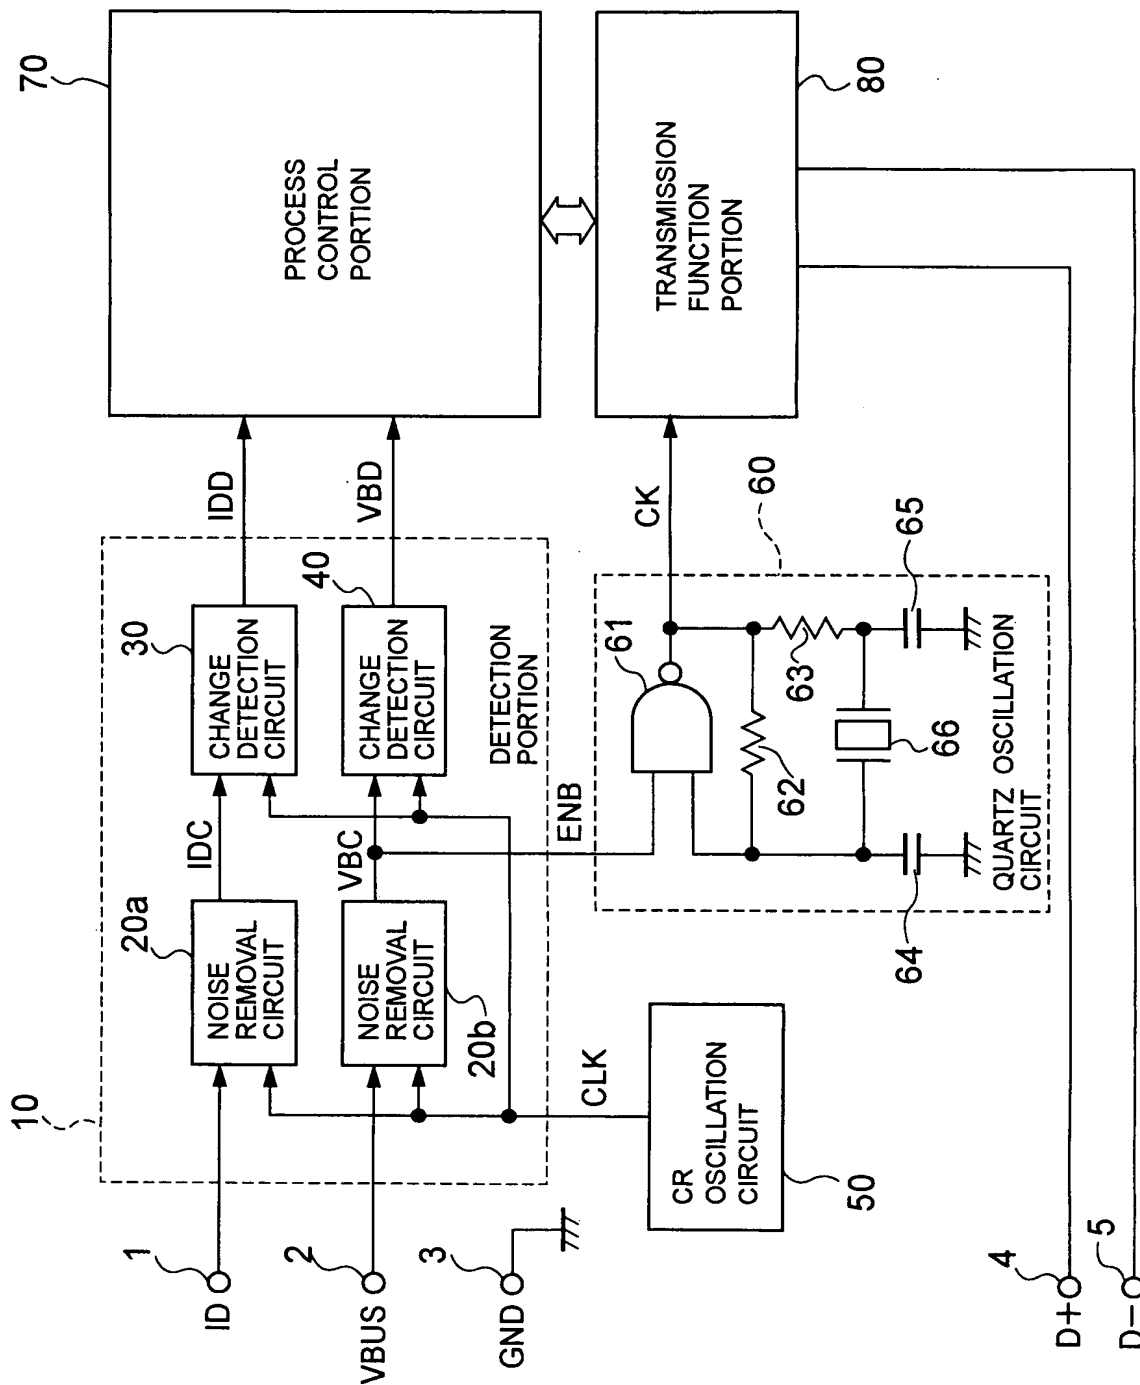 70
PROCESS
CONTROL
PORTION
80
TRANSMISSION
FUNCTION
PORTION
IDD
VBD
CK
60
65
30
CHANGE
DETECTION
CIRCUIT
40
CHANGE
DETECTION
CIRCUIT
DETECTION
PORTION
61
63
62
66
QUARTZ OSCILLATION
CIRCUIT
IDC
VBC
ENB
20a
NOISE
REMOVAL
CIRCUIT
NOISE
REMOVAL
CIRCUIT
20b
64
10
CLK
CR
OSCILLATION
CIRCUIT
50
1
ID
2
VBUS
3
GND
4
D+
5
D−